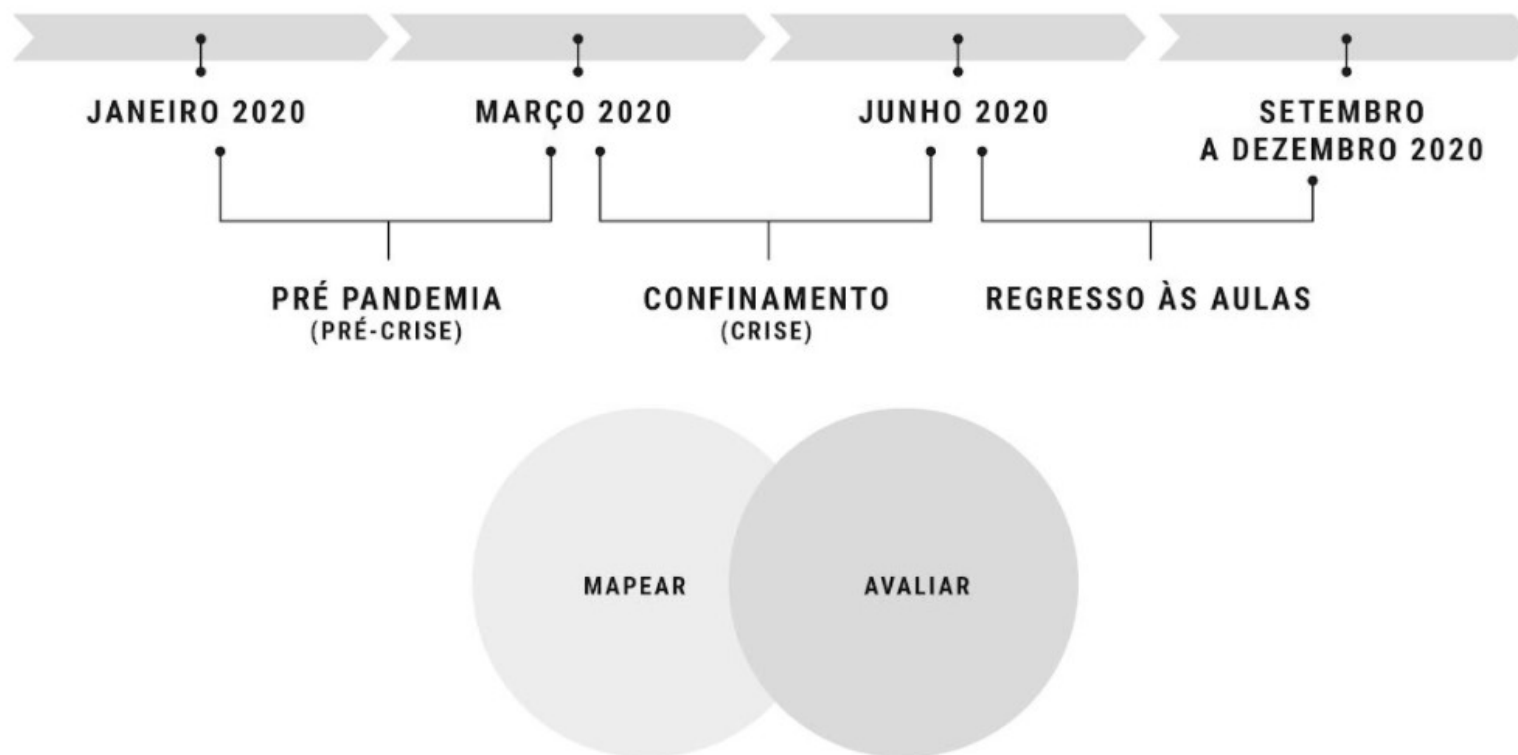 JANEIRO 2020
MARÇO 2020
JUNHO 2020
SETEMBRO
A DEZEMBRO 2020
PRÉ PANDEMIA
(PRÉ-CRISE)
CONFINAMENTO
(CRISE)
REGRESSO ÀS AULAS
MAPEAR
AVALIAR